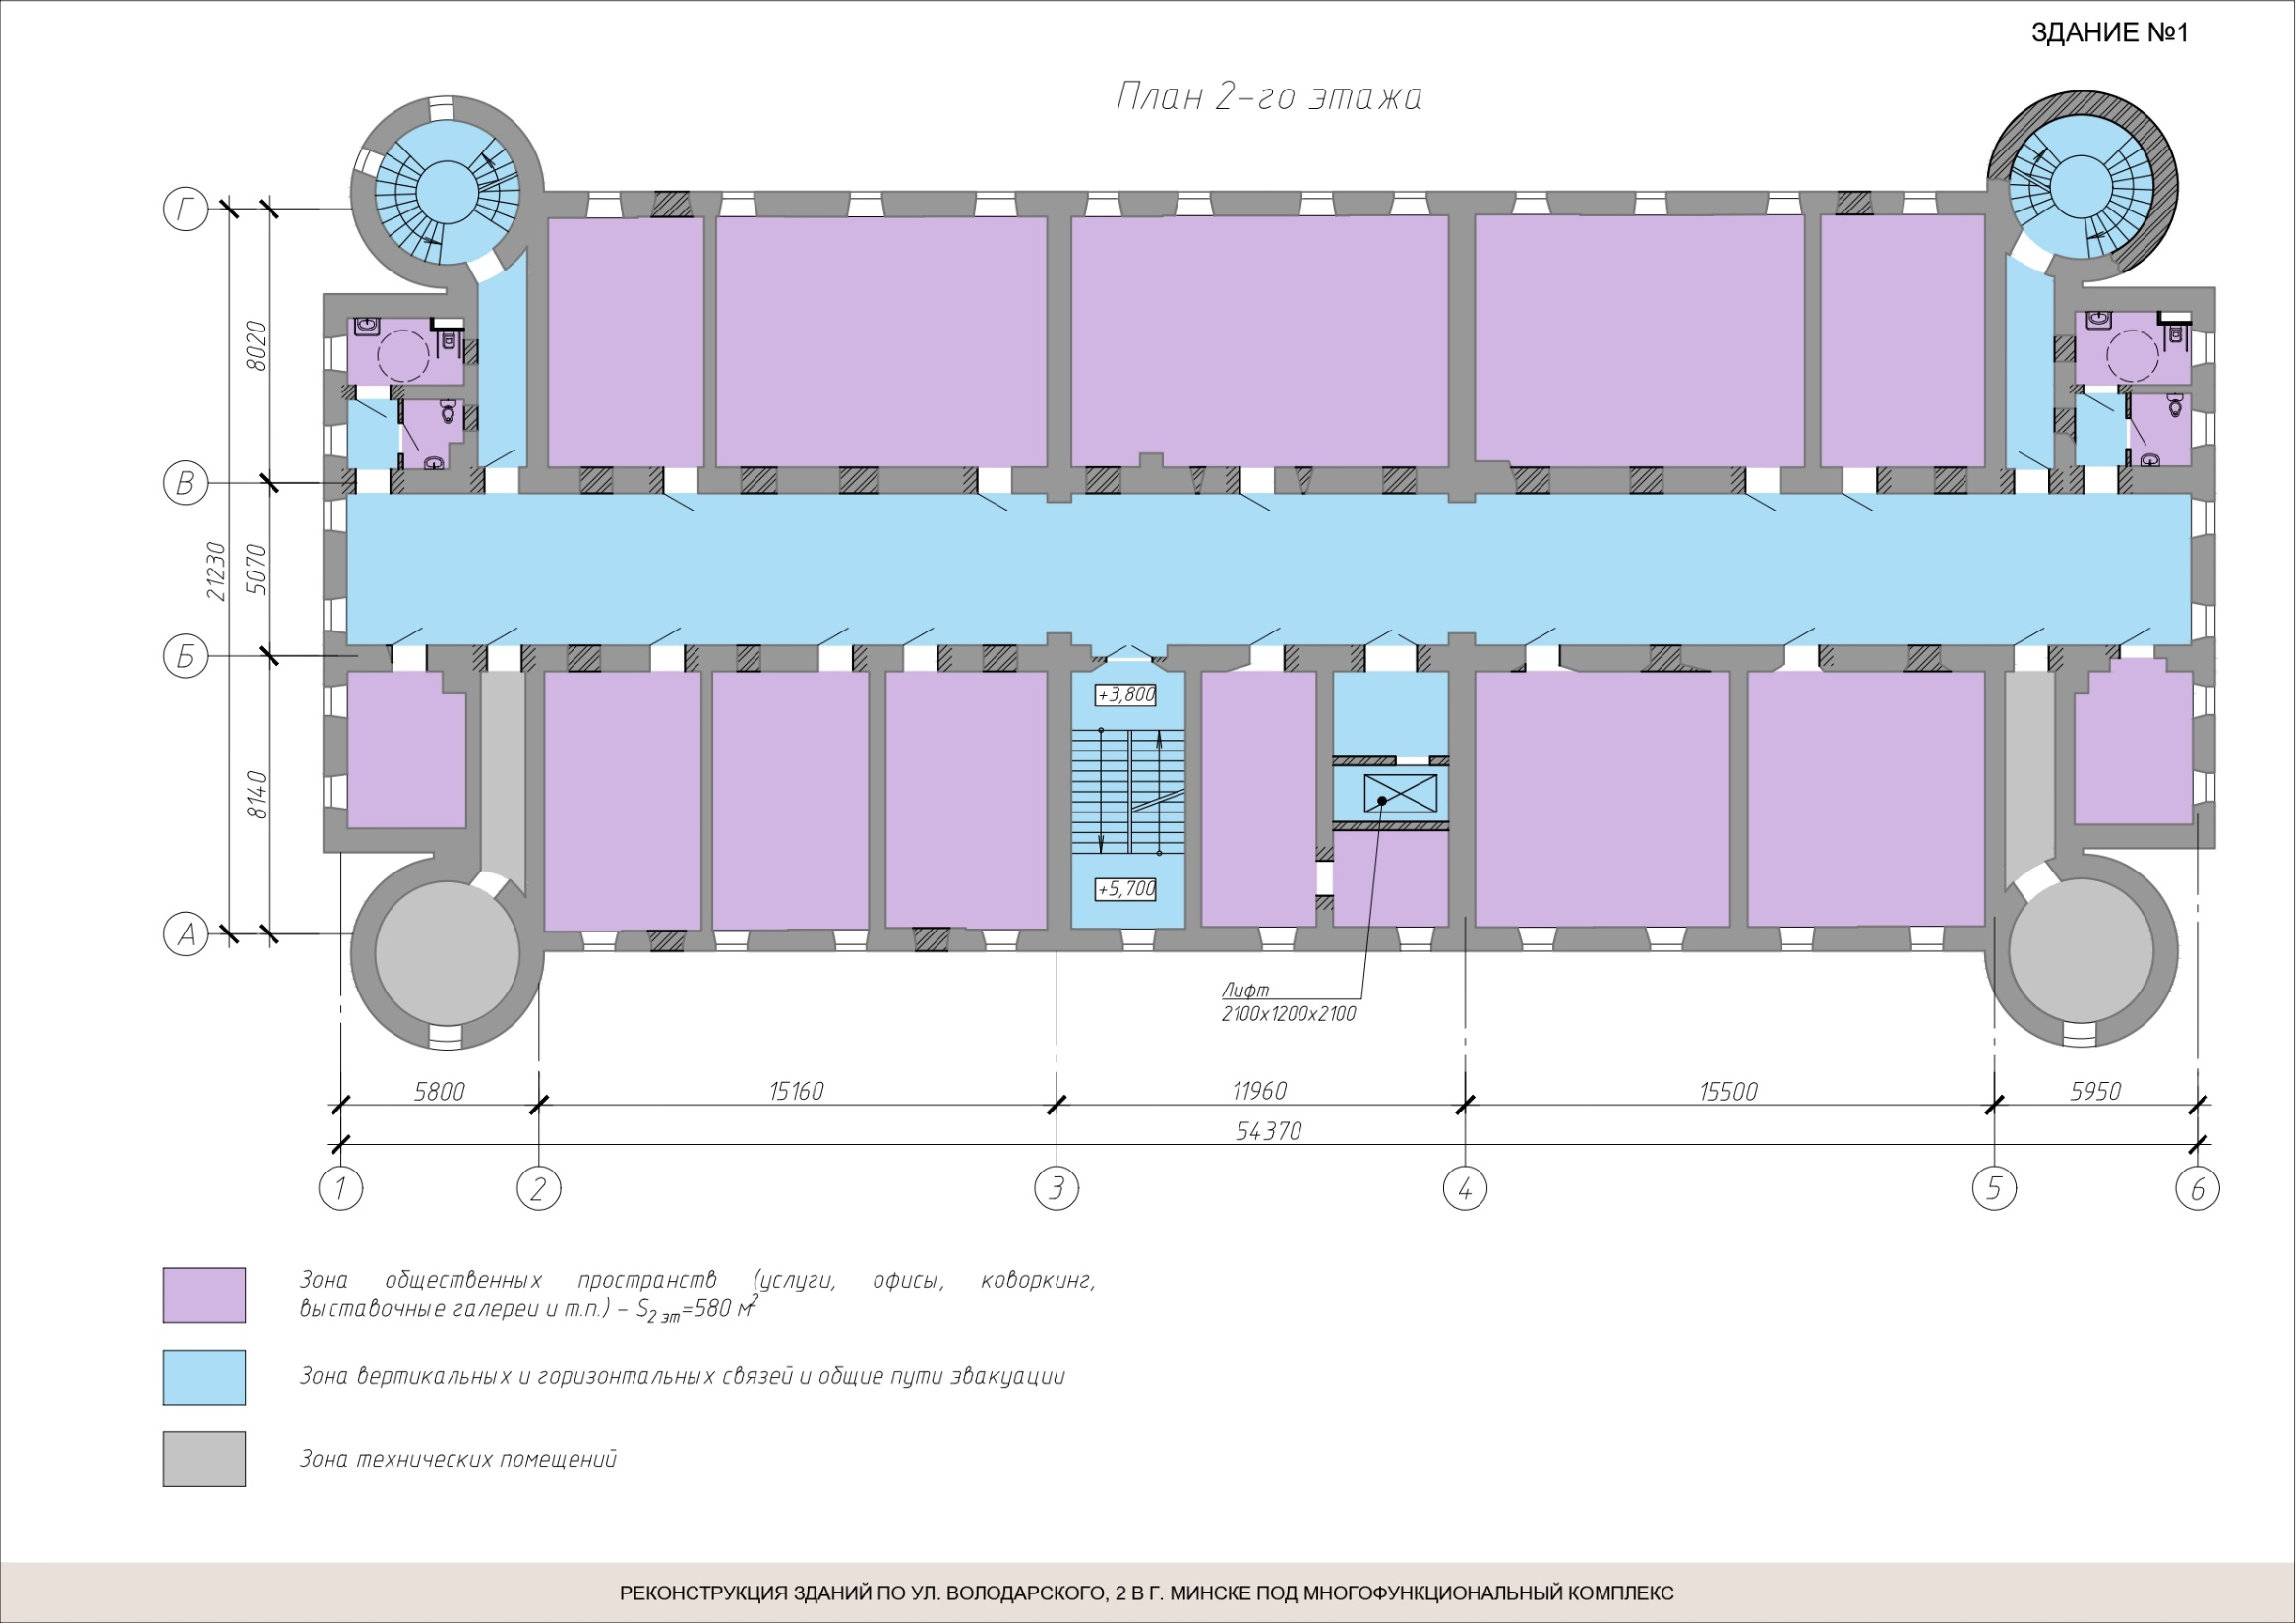 ЗДАНИЕ №1
План 2-го этажа
Г
В
Б
А
8020
5070
21230
8140
+3,800
+5,700
Лифт
2100х1200х2100
5800
15160
11960
15500
5950
54370
1
2
3
4
5
6
Зона общественных пространств (услуги, офисы, коворкинг,
выставочные галереи и т.п.) – S2 эт=580 м²
Зона вертикальных и горизонтальных связей и общие пути эвакуации
Зона технических помещений
РЕКОНСТРУКЦИЯ ЗДАНИЙ ПО УЛ. ВОЛОДАРСКОГО, 2 В Г. МИНСКЕ ПОД МНОГОФУНКЦИОНАЛЬНЫЙ КОМПЛЕКС